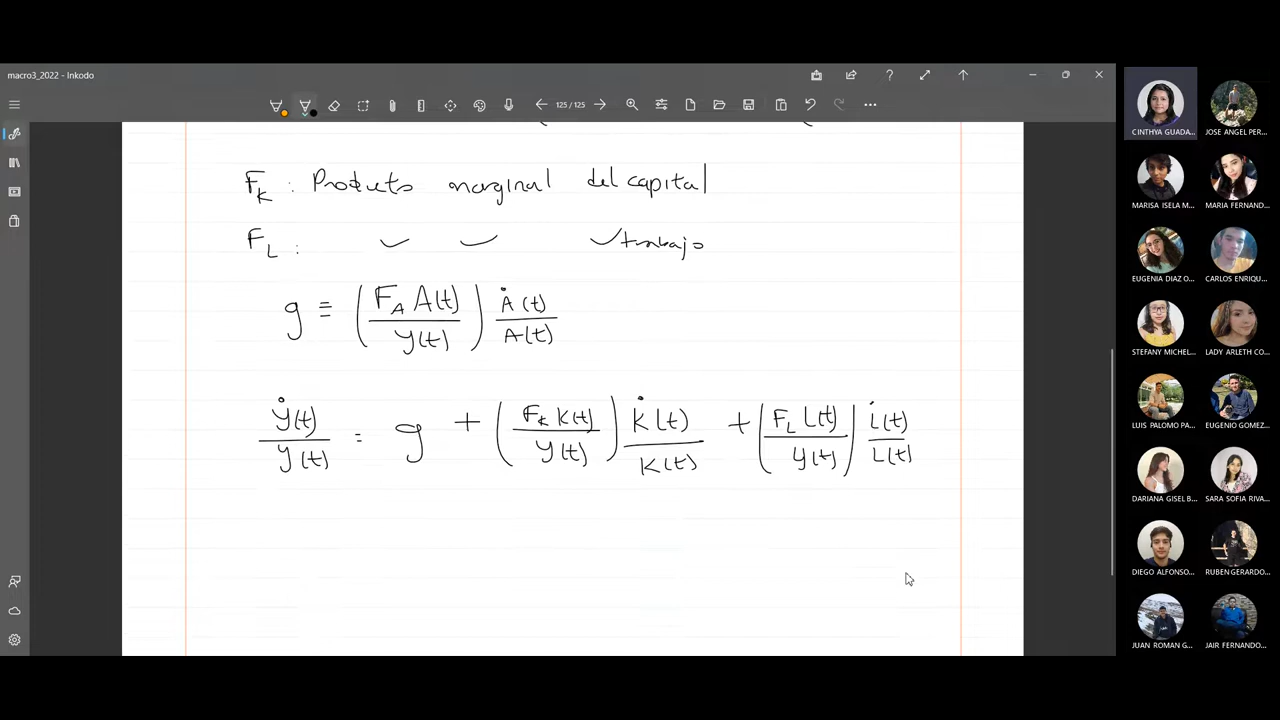 macro3_2022 - Inkodo
125 / 125
F_K : Producto marginal del capital
F_L : ✓ ✓ ✓ trabajo
g ≡ (F_A A(t) / Y(t)) Ȧ(t) / A(t)
Ẏ(t) / Y(t) = g + (F_K K(t) / Y(t)) K̇(t) / K(t) + (F_L L(t) / Y(t)) L̇(t) / L(t)
CINTHYA GUADA...
JOSE ANGEL PER...
MARISA ISELA M...
MARIA FERNAND...
EUGENIA DIAZ O...
CARLOS ENRIQU...
STEFANY MICHEL...
LADY ARLETH CO...
LUIS PALOMO PA...
EUGENIO GOMEZ...
DARIANA GISEL B...
SARA SOFIA RIVA...
DIEGO ALFONSO...
RUBEN GERARDO...
JUAN ROMAN G...
JAIR FERNANDO...